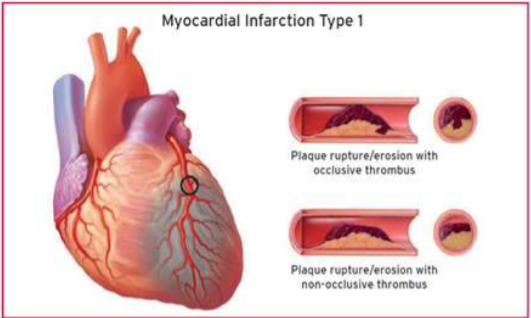 Myocardial Infarction Type 1
Plaque rupture/erosion with
occlusive thrombus
Plaque rupture/erosion with
non-occlusive thrombus